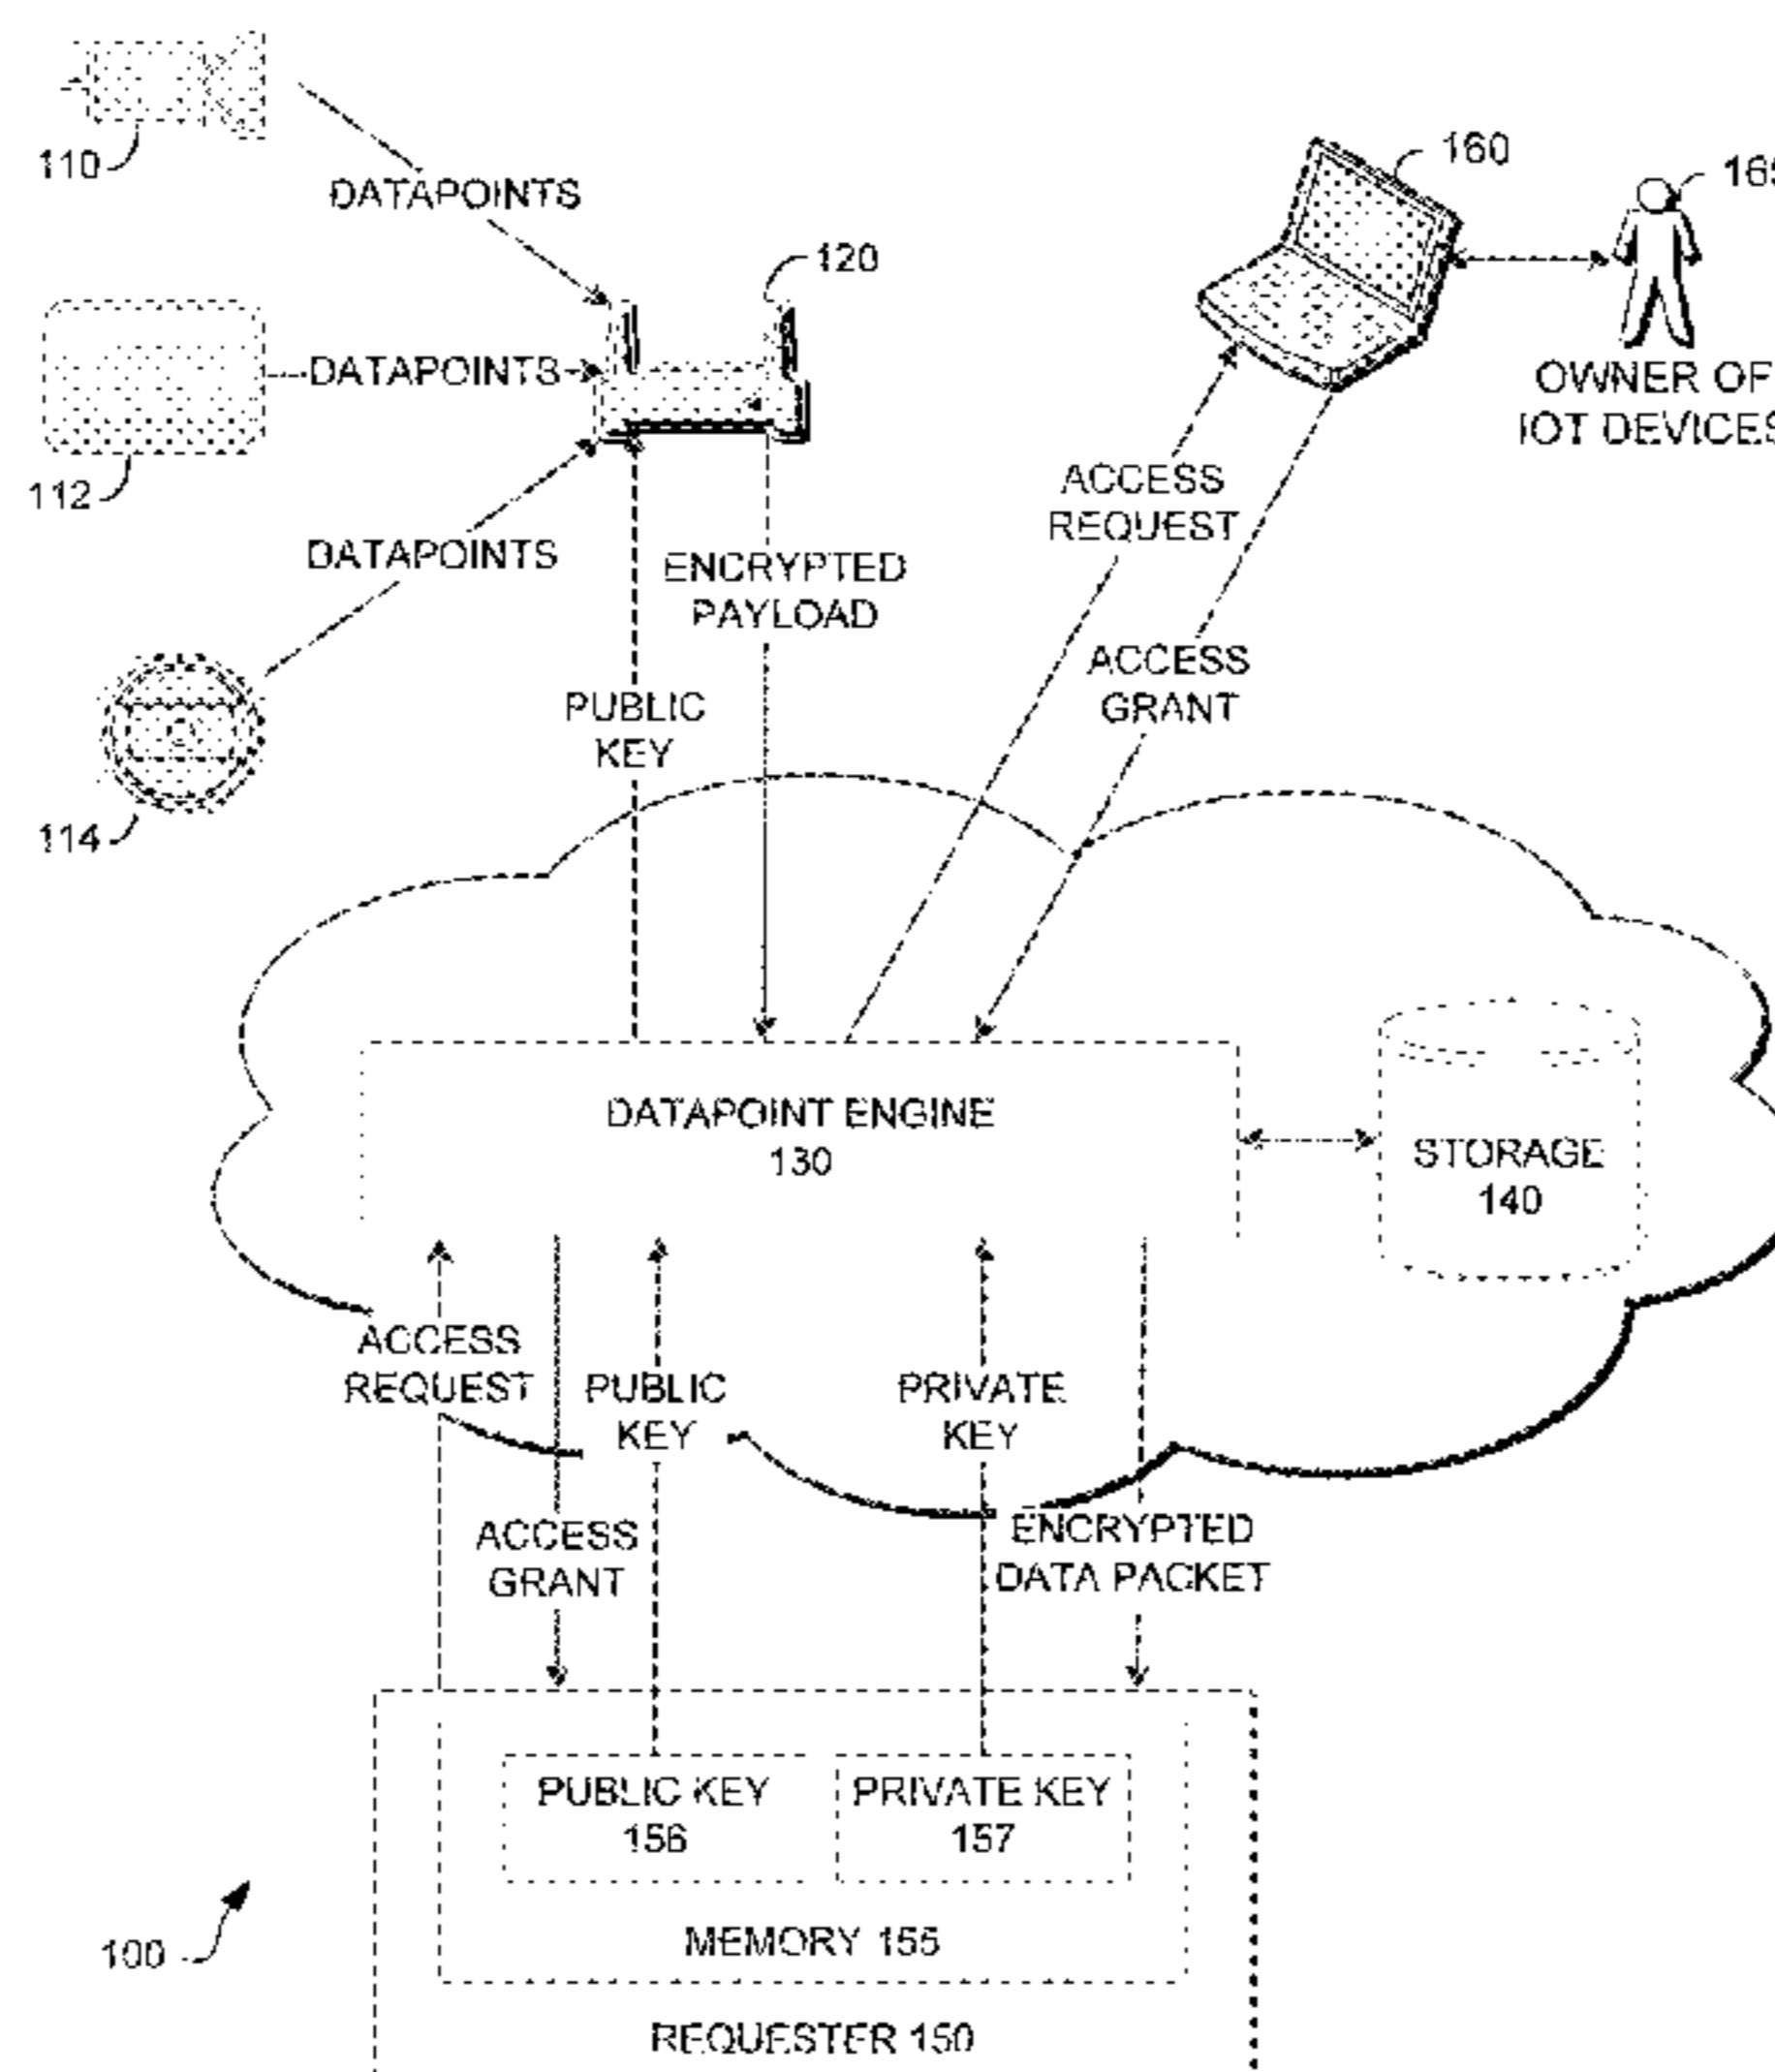 110
DATAPOINTS
160
165
120
DATAPOINTS
112
OWNER OF
IOT DEVICES
ACCESS
REQUEST
DATAPOINTS
ENCRYPTED
PAYLOAD
ACCESS
GRANT
PUBLIC
KEY
114
DATAPOINT ENGINE
130
STORAGE
140
ACCESS
REQUEST
PUBLIC
KEY
PRIVATE
KEY
ACCESS
GRANT
ENCRYPTED
DATA PACKET
PUBLIC KEY
156
PRIVATE KEY
157
MEMORY 155
100
REQUESTER 150